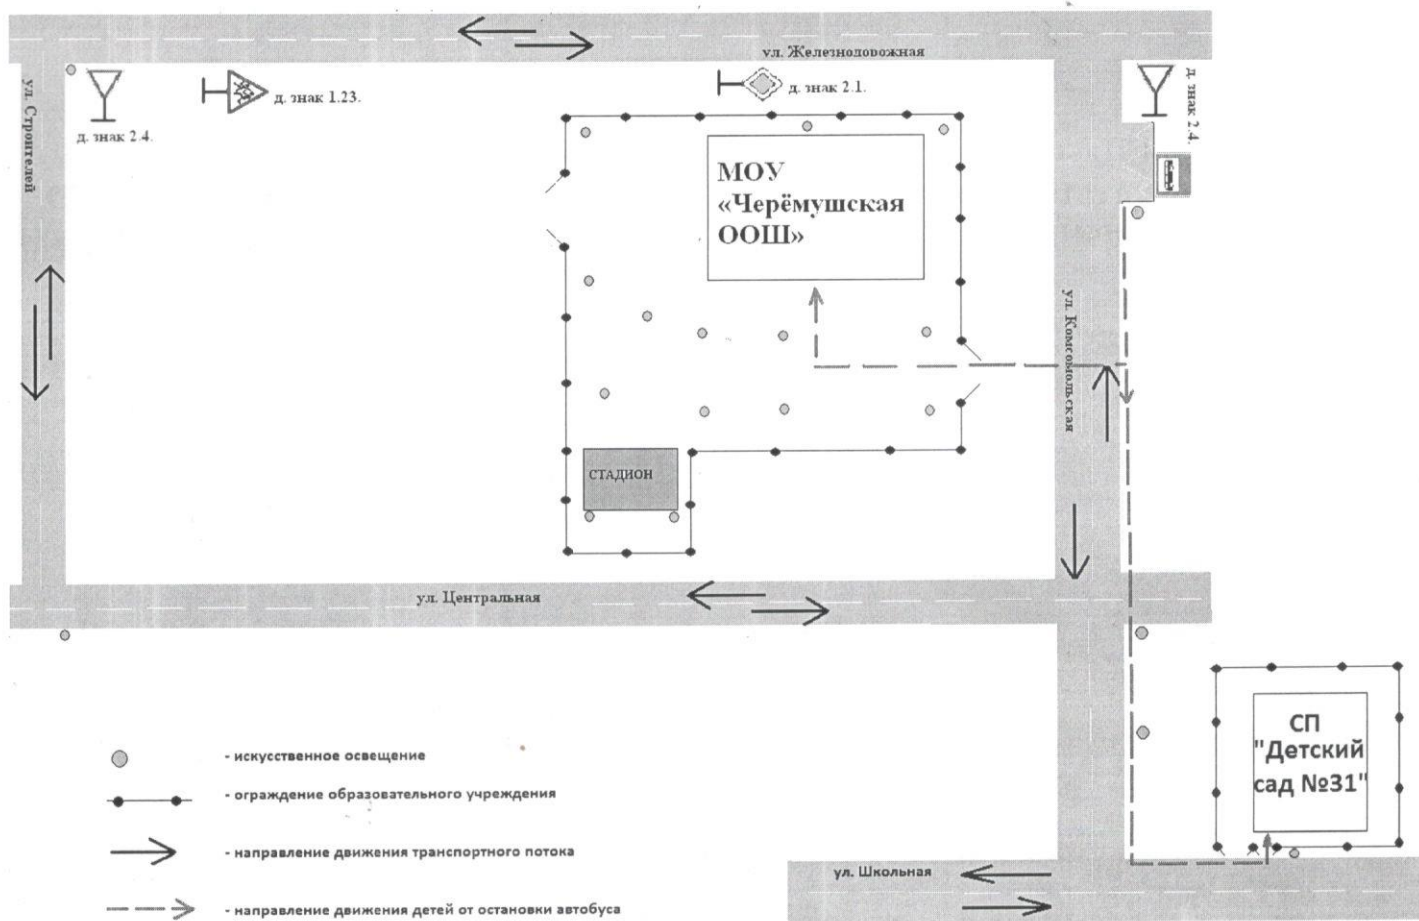 ул. Железнодорожная
ул. Строителей
д. знак 2.4.
д. знак 1.23.
д. знак 2.1.
д. знак 2.4.
МОУ
«Черёмушская
ООШ»
ул. Комсомольская
СТАДИОН
ул. Центральная
СП
"Детский
сад №31"
- искусственное освещение
- ограждение образовательного учреждения
- направление движения транспортного потока
ул. Школьная
- направление движения детей от остановки автобуса